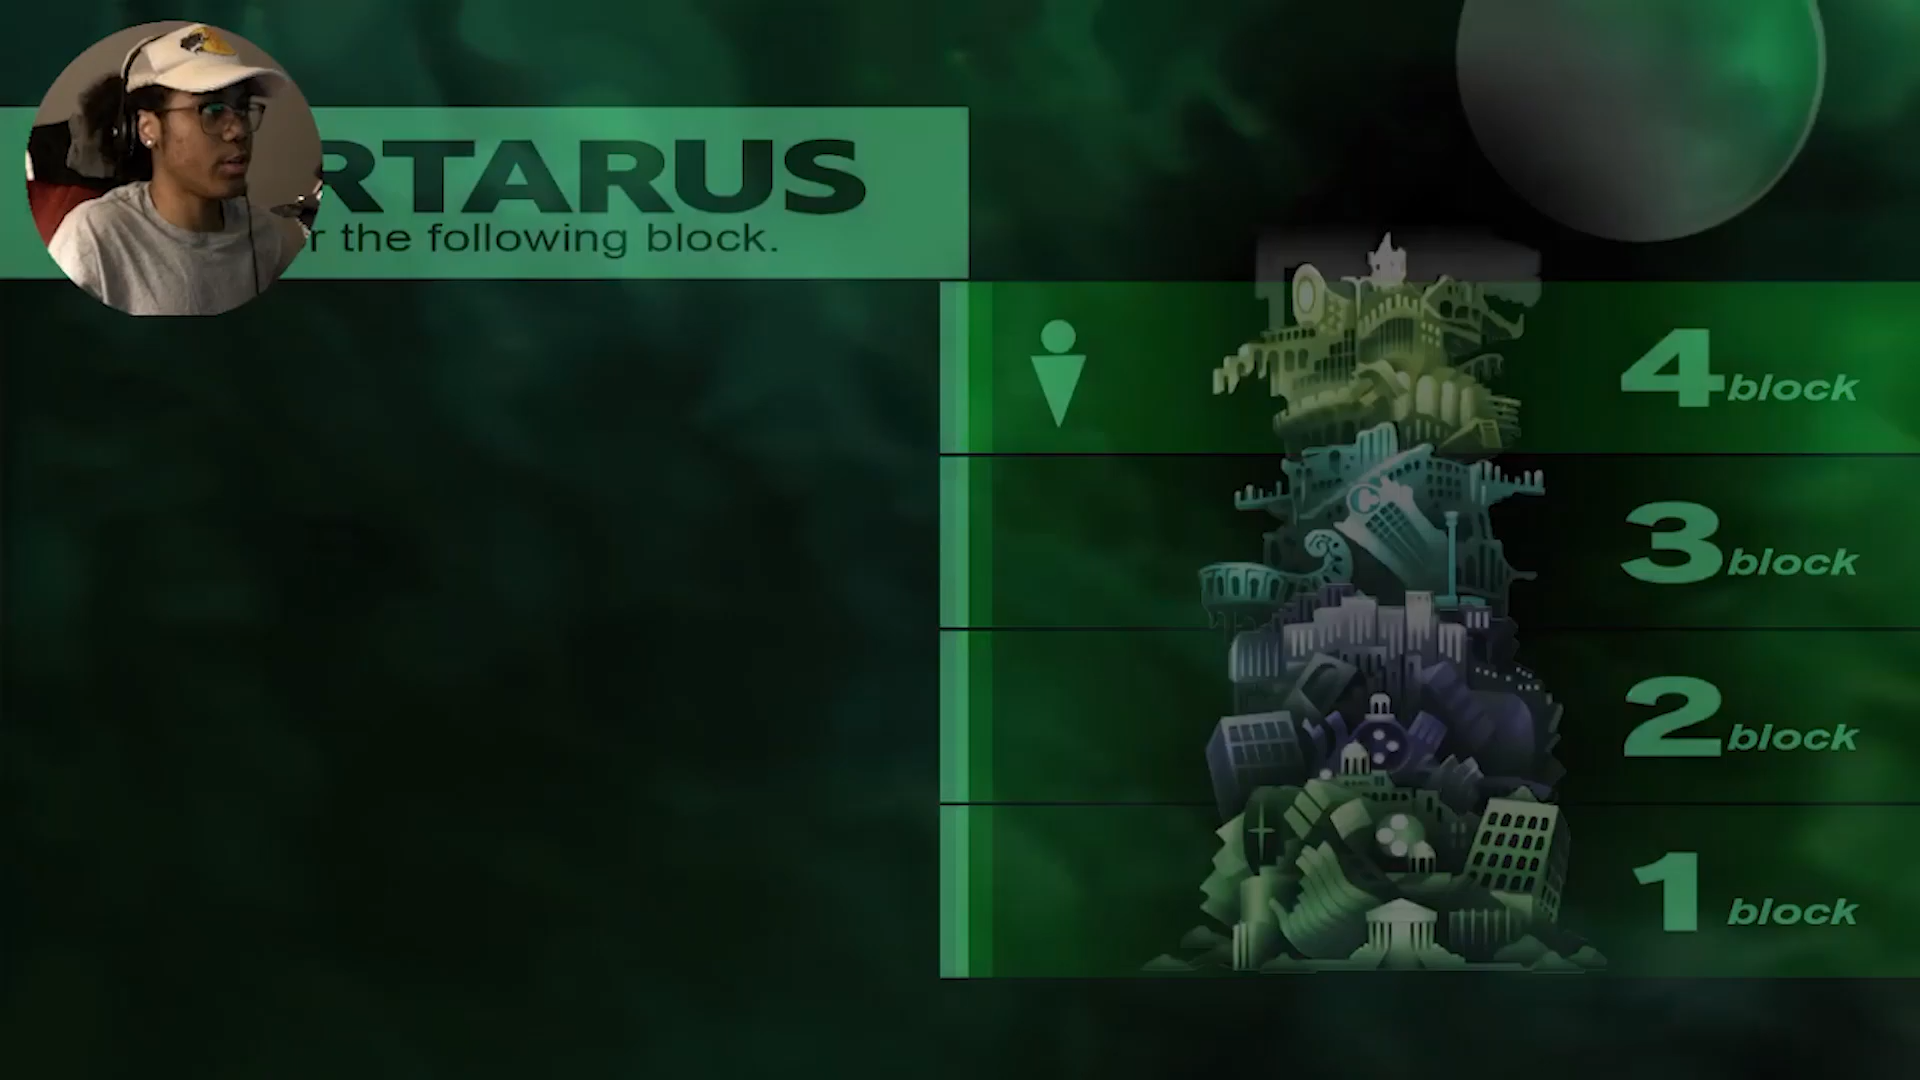 RTARUS
r the following block.
4 block
3 block
2 block
1 block